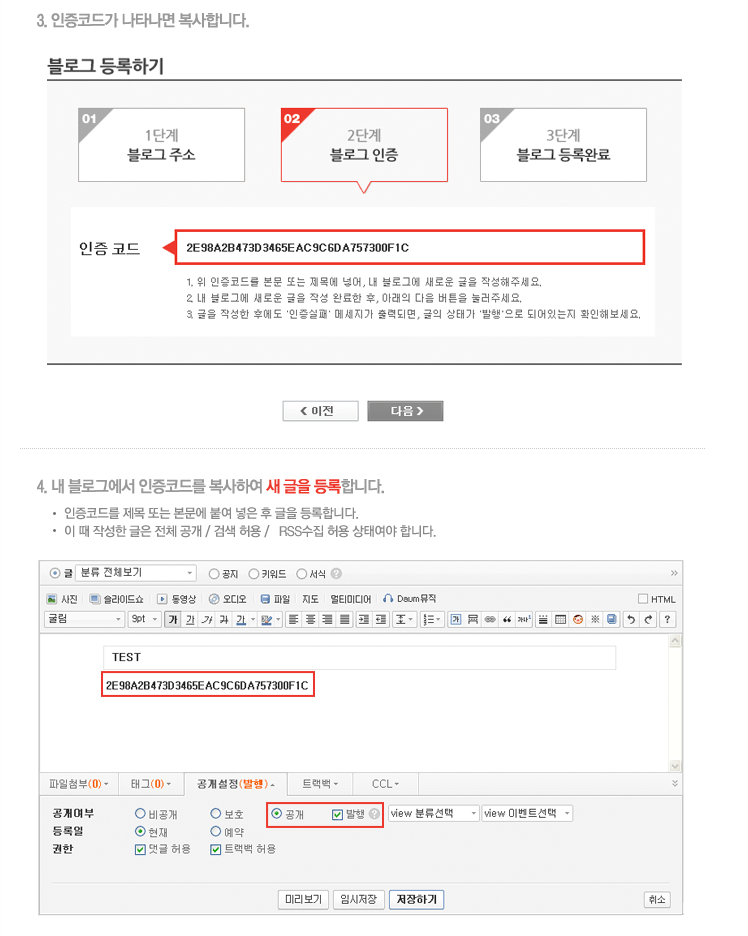 3. 인증코드가 나타나면 복사합니다.
블로그 등록하기
01
1단계
블로그 주소
02
2단계
블로그 인증
03
3단계
블로그 등록완료
인증 코드
2E98A2B473D3465EAC9C6DA757300F1C
1. 위 인증코드를 본문 또는 제목에 넣어, 내 블로그에 새로운 글을 작성해주세요.
2. 내 블로그에 새로운 글을 작성 완료한 후, 아래의 다음 버튼을 눌러주세요.
3. 글을 작성한 후에도 '인증실패' 메세지가 출력되면, 글의 상태가 '발행'으로 되어있는지 확인해보세요.
< 이전
다음 >
4. 내 블로그에서 인증코드를 복사하여 새 글을 등록합니다.
· 인증코드를 제목 또는 본문에 붙여 넣은 후 글을 등록합니다.
· 이 때 작성한 글은 전체 공개 / 검색 허용 / RSS수집 허용 상태여야 합니다.
글 분류 전체보기 공지 키워드 서식 ? »
사진 슬라이드쇼 동영상 오디오 파일 지도 멀티미디어 Daum뮤직 HTML
굴림 9pt 가 가 가 가 가 ?
TEST
2E98A2B473D3465EAC9C6DA757300F1C
파일첨부(0) 태그(0) 공개설정(발행) 트랙백 CCL
공개여부 비공개 보호 공개 발행 ? view 분류선택 view 이벤트선택
등록일 현재 예약
권한 댓글 허용 트랙백 허용
미리보기 임시저장 저장하기 취소